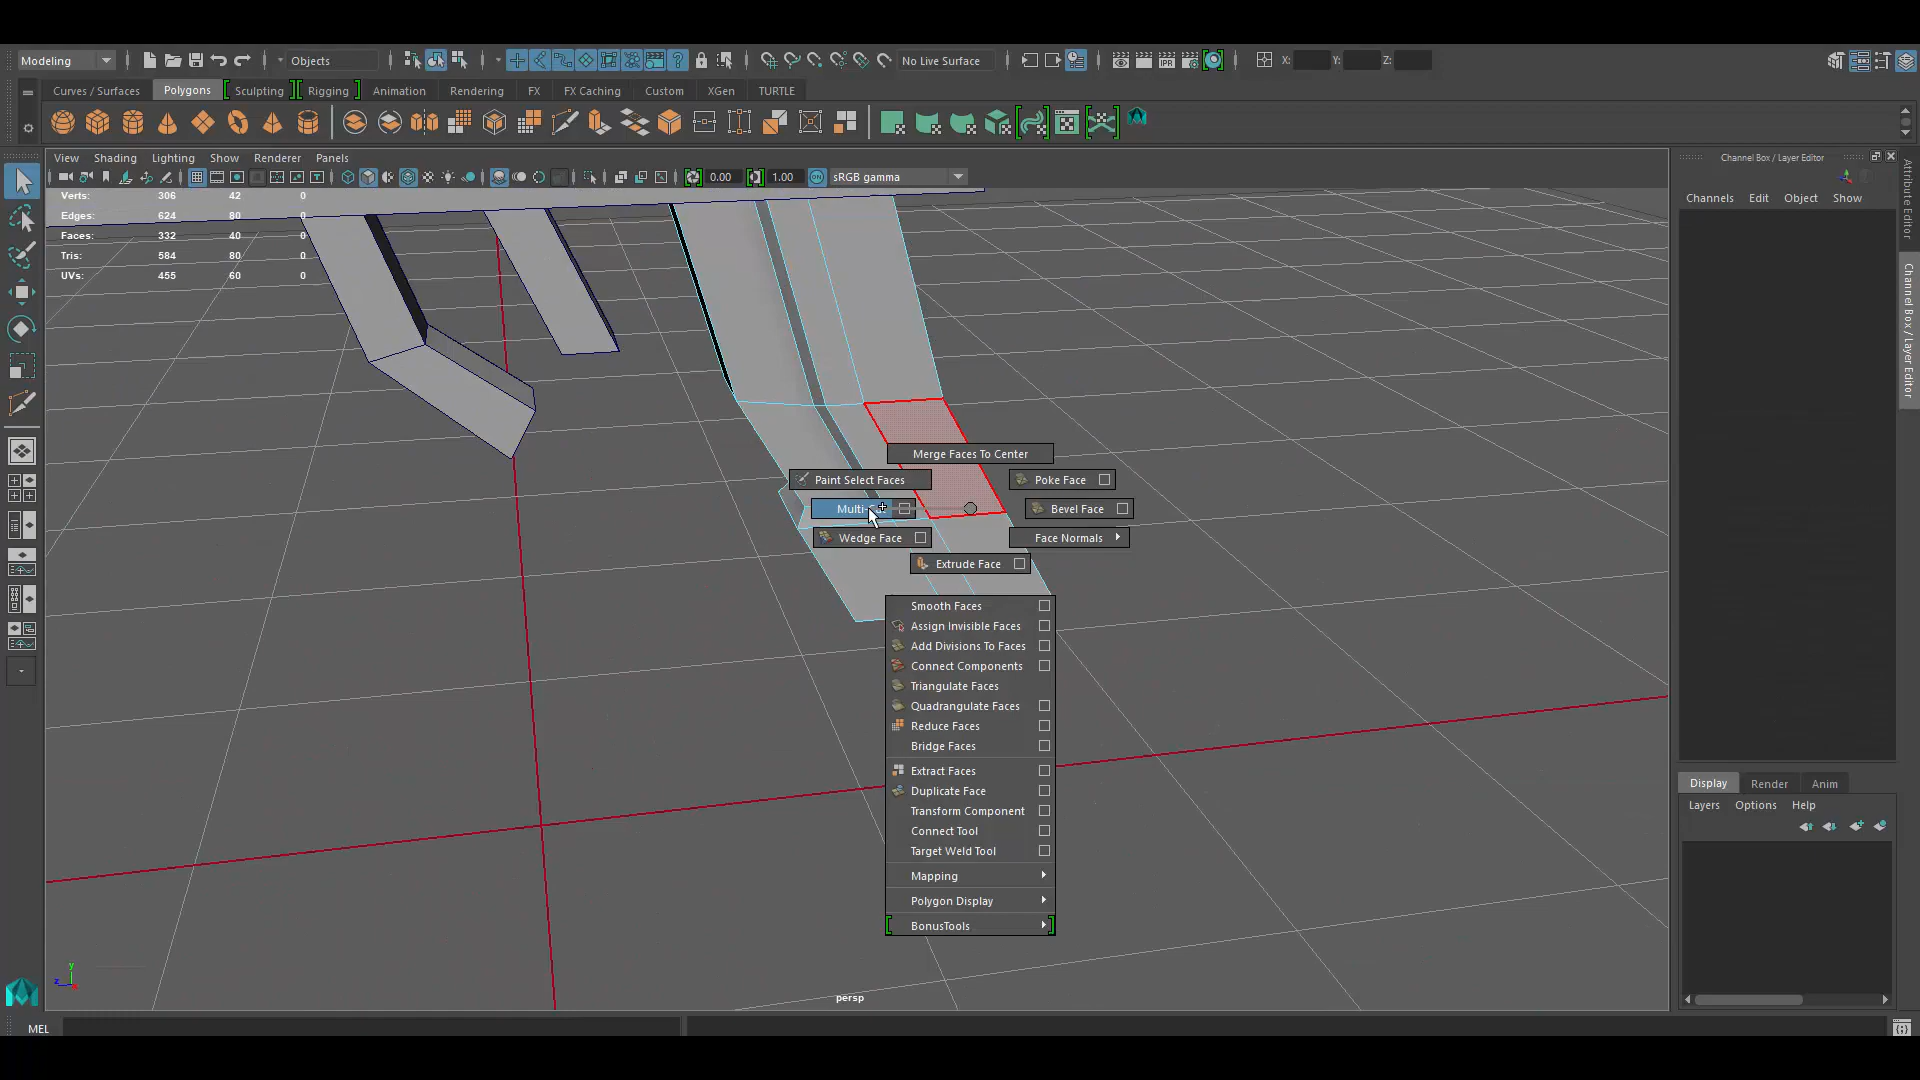 Modeling
Objects
No Live Surface
X:
Y:
Z:
Curves / Surfaces
Polygons
Sculpting
Rigging
Animation
Rendering
FX
FX Caching
Custom
XGen
TURTLE
View
Shading
Lighting
Show
Renderer
Panels
0.00
1.00
sRGB gamma
Verts: 306 42 0
Edges: 624 80 0
Faces: 332 40 0
Tris: 584 80 0
UVs: 455 60 0
Merge Faces To Center
Paint Select Faces
Poke Face
Bevel Face
Wedge Face
Face Normals
Extrude Face
Smooth Faces
Assign Invisible Faces
Add Divisions To Faces
Connect Components
Triangulate Faces
Quadrangulate Faces
Reduce Faces
Bridge Faces
Extract Faces
Duplicate Face
Transform Component
Connect Tool
Target Weld Tool
Mapping
Polygon Display
BonusTools
persp
y
z
MEL
Channel Box / Layer Editor
Channels
Edit
Object
Show
Attribute Editor
Channel Box / Layer Editor
Display
Render
Anim
Layers
Options
Help